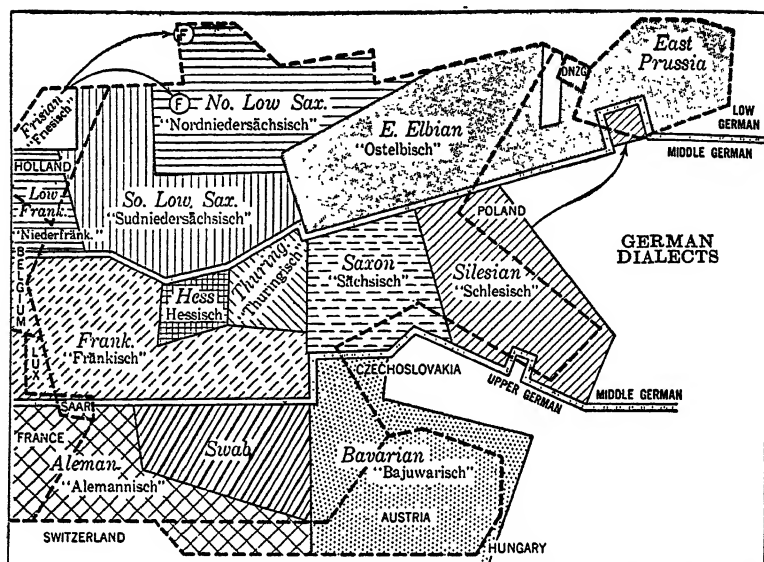 F
East
Prussia
DNZG
Frisian
"Friesisch"
F
No. Low Sax.
"Nordniedersächsisch"
E. Elbian
"Ostelbisch"
LOW
GERMAN
MIDDLE GERMAN
HOLLAND
Low
Frank.
"Niederfränk."
So. Low. Sax.
"Sudniedersächsisch"
POLAND
GERMAN
DIALECTS
BELGIUM
Hess
Hessisch
Thuring.
"Thuringisch"
Saxon
"Sächsisch"
Silesian
"Schlesisch"
Frank.
"Fränkisch"
LUX
CZECHOSLOVAKIA
UPPER GERMAN
MIDDLE GERMAN
SAAR
FRANCE
Aleman
"Alemannisch"
Swab
Bavarian
"Bajuwarisch"
AUSTRIA
SWITZERLAND
HUNGARY